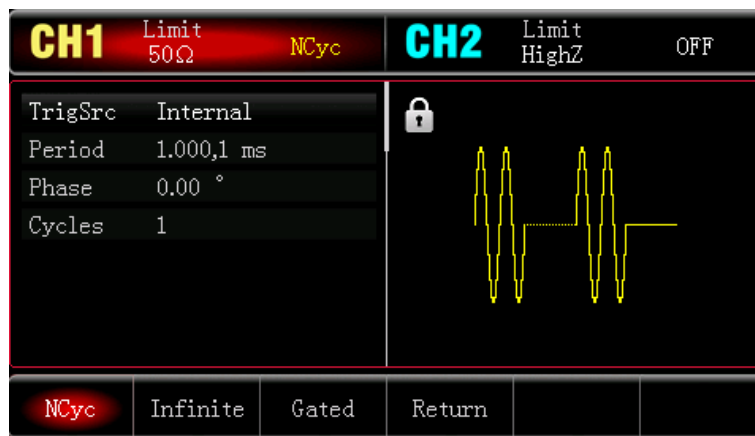 CH1 Limit 50Ω NCyc CH2 Limit HighZ OFF
TrigSrc Internal
Period 1.000,1 ms
Phase 0.00 °
Cycles 1
NCyc Infinite Gated Return